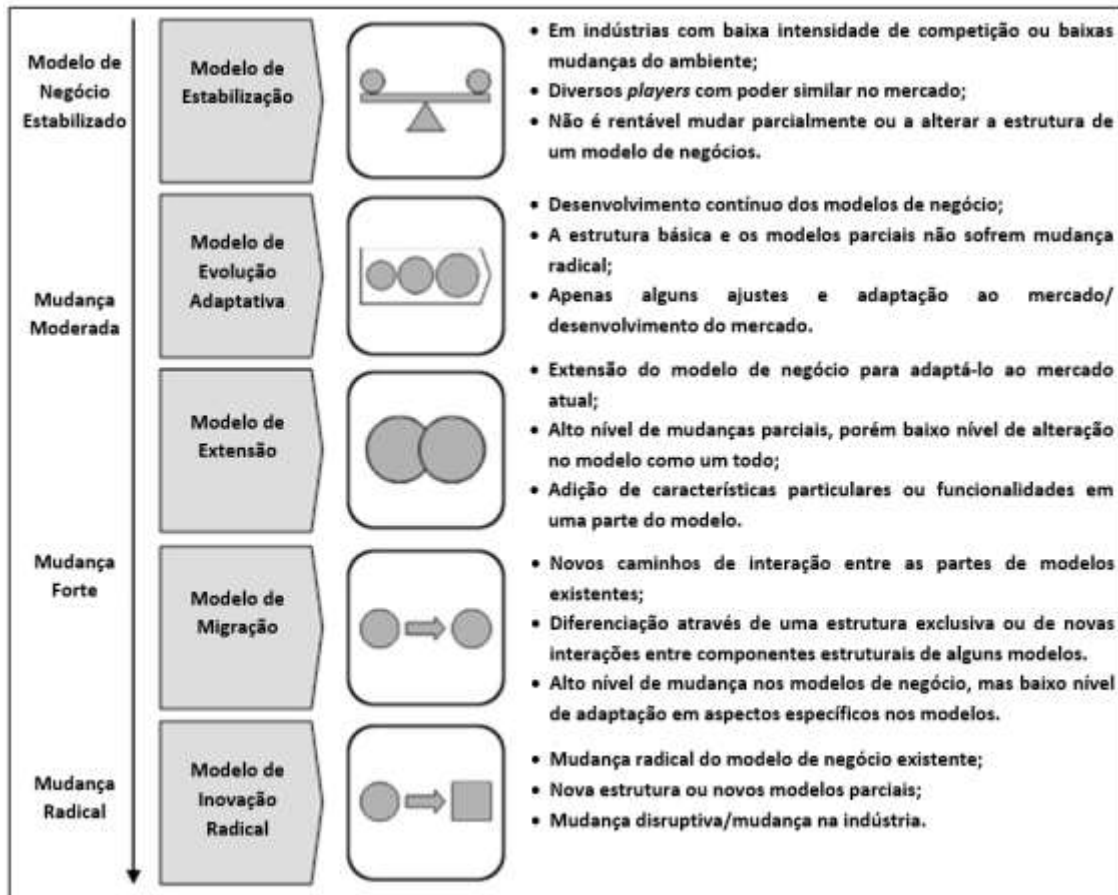 Modelo de
Negócio
Estabilizado
Modelo de
Estabilização
• Em indústrias com baixa intensidade de competição ou baixas
mudanças do ambiente;
• Diversos players com poder similar no mercado;
• Não é rentável mudar parcialmente ou a alterar a estrutura de
um modelo de negócios.
Mudança
Moderada
Modelo de
Evolução
Adaptativa
• Desenvolvimento contínuo dos modelos de negócio;
• A estrutura básica e os modelos parciais não sofrem mudança
radical;
• Apenas alguns ajustes e adaptação ao mercado/
desenvolvimento do mercado.
Modelo de
Extensão
• Extensão do modelo de negócio para adaptá-lo ao mercado
atual;
• Alto nível de mudanças parciais, porém baixo nível de alteração
no modelo como um todo;
• Adição de características particulares ou funcionalidades em
uma parte do modelo.
Mudança
Forte
Modelo de
Migração
• Novos caminhos de interação entre as partes de modelos
existentes;
• Diferenciação através de uma estrutura exclusiva ou de novas
interações entre componentes estruturais de alguns modelos.
• Alto nível de mudança nos modelos de negócio, mas baixo nível
de adaptação em aspectos específicos nos modelos.
Mudança
Radical
Modelo de
Inovação
Radical
• Mudança radical do modelo de negócio existente;
• Nova estrutura ou novos modelos parciais;
• Mudança disruptiva/mudança na indústria.